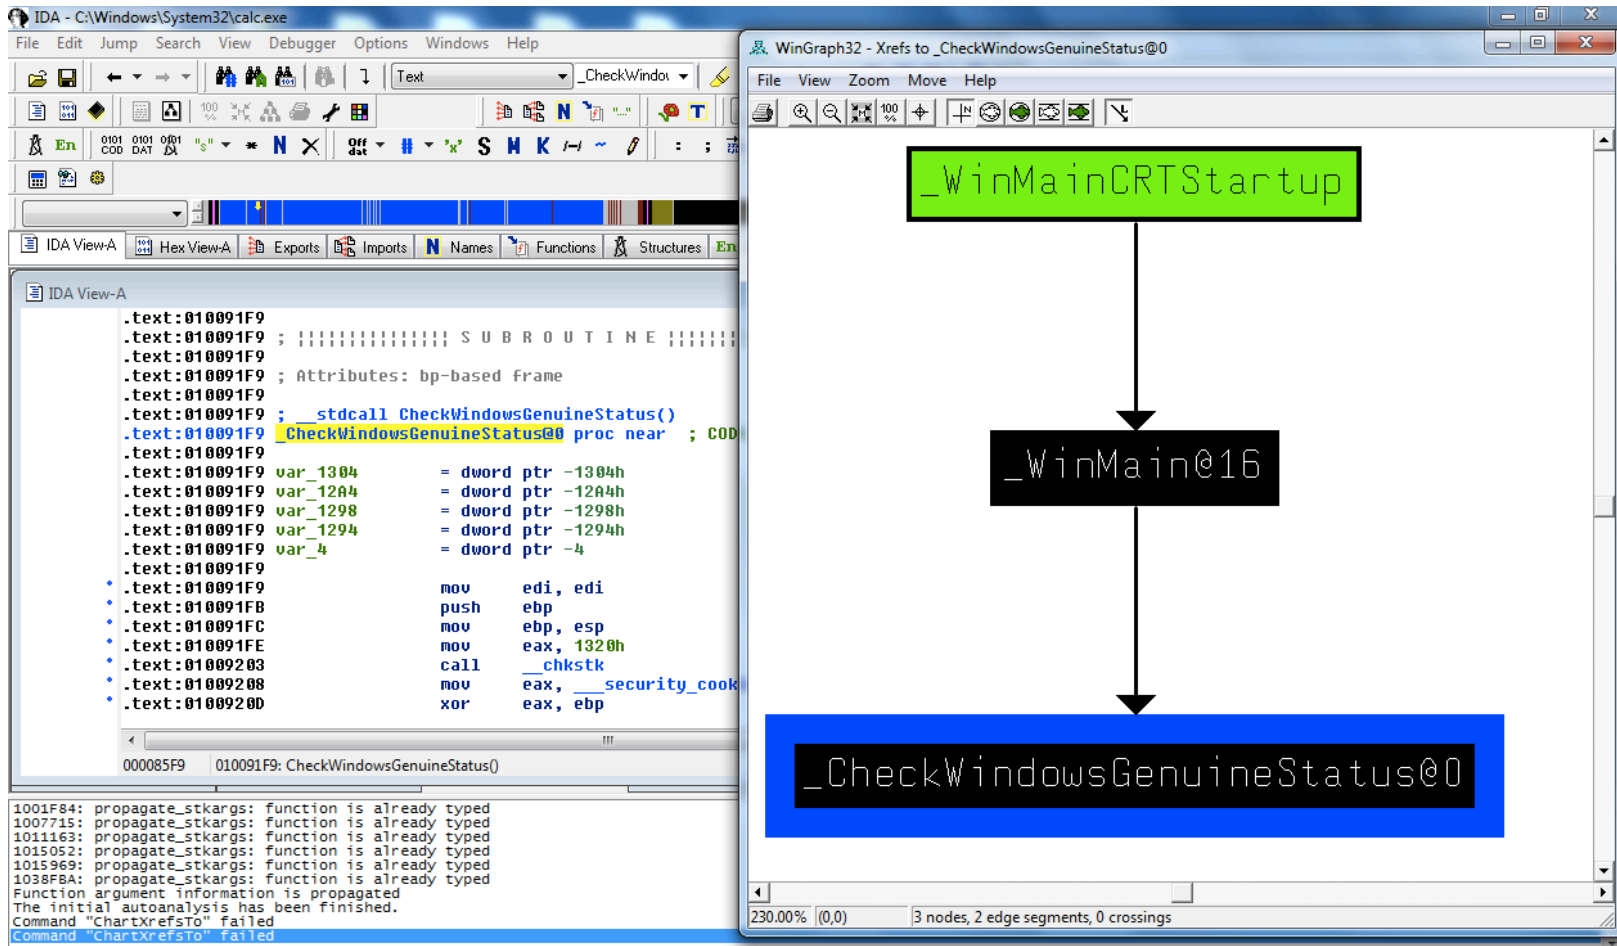 IDA - C:\Windows\System32\calc.exe
File Edit Jump Search View Debugger Options Windows Help
Text
_CheckWindov
En
Off
dat
"s"
N
'x'
S
M
K
: ;
IDA View-A Hex View-A Exports Imports N Names Functions Structures En
IDA View-A
.text:010091F9
.text:010091F9 ; ¦¦¦¦¦¦¦¦¦¦¦¦¦¦¦ S U B R O U T I N E ¦¦¦¦¦¦¦
.text:010091F9
.text:010091F9 ; Attributes: bp-based frame
.text:010091F9
.text:010091F9 ; __stdcall CheckWindowsGenuineStatus()
.text:010091F9 _CheckWindowsGenuineStatus@0 proc near ; COD
.text:010091F9
.text:010091F9 var_1304 = dword ptr -1304h
.text:010091F9 var_12A4 = dword ptr -12A4h
.text:010091F9 var_1298 = dword ptr -1298h
.text:010091F9 var_1294 = dword ptr -1294h
.text:010091F9 var_4 = dword ptr -4
.text:010091F9
.text:010091F9 mov edi, edi
.text:010091FB push ebp
.text:010091FC mov ebp, esp
.text:010091FE mov eax, 1320h
.text:01009203 call __chkstk
.text:01009208 mov eax, ___security_cook
.text:0100920D xor eax, ebp
000085F9 010091F9: CheckWindowsGenuineStatus()
1001F84: propagate_stkargs: function is already typed
1007715: propagate_stkargs: function is already typed
1011163: propagate_stkargs: function is already typed
1015052: propagate_stkargs: function is already typed
1015969: propagate_stkargs: function is already typed
1038FBA: propagate_stkargs: function is already typed
Function argument information is propagated
The initial autoanalysis has been finished.
Command "ChartXrefsTo" failed
Command "ChartXrefsTo" failed
WinGraph32 - Xrefs to _CheckWindowsGenuineStatus@0
File View Zoom Move Help
_WinMainCRTStartup
_WinMain@16
_CheckWindowsGenuineStatus@0
230.00% (0,0) 3 nodes, 2 edge segments, 0 crossings